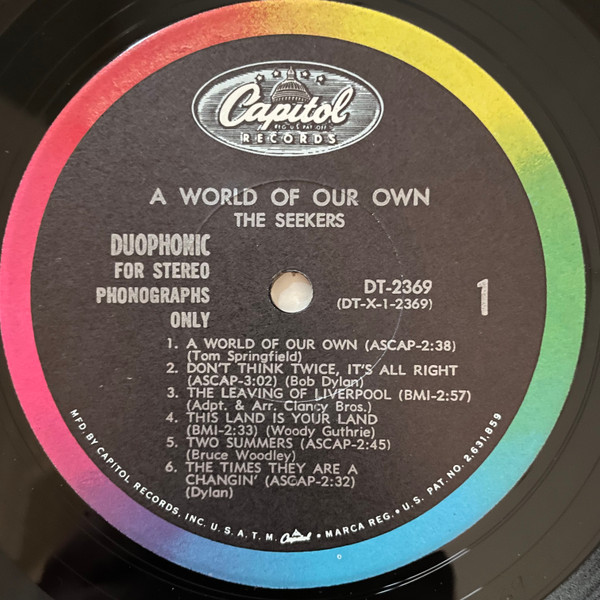 Capitol
REG. U.S. PAT. OFF.
RECORDS
A WORLD OF OUR OWN
THE SEEKERS
DUOPHONIC
FOR STEREO
PHONOGRAPHS
ONLY
DT-2369
(DT-X-1-2369)
1
1. A WORLD OF OUR OWN (ASCAP-2:38)
(Tom Springfield)
2. DON'T THINK TWICE, IT'S ALL RIGHT
(ASCAP-3:02) (Bob Dylan)
3. THE LEAVING OF LIVERPOOL (BMI-2:57)
(Adpt. & Arr. Clancy Bros.)
4. THIS LAND IS YOUR LAND
(BMI-2:33) (Woody Guthrie)
5. TWO SUMMERS (ASCAP-2:45)
(Bruce Woodley)
6. THE TIMES THEY ARE A
CHANGIN' (ASCAP-2:32)
(Dylan)
MFD. BY CAPITOL RECORDS, INC. U.S.A. T.M. Capitol • MARCA REG. • U.S. PAT. NO. 2,631,859